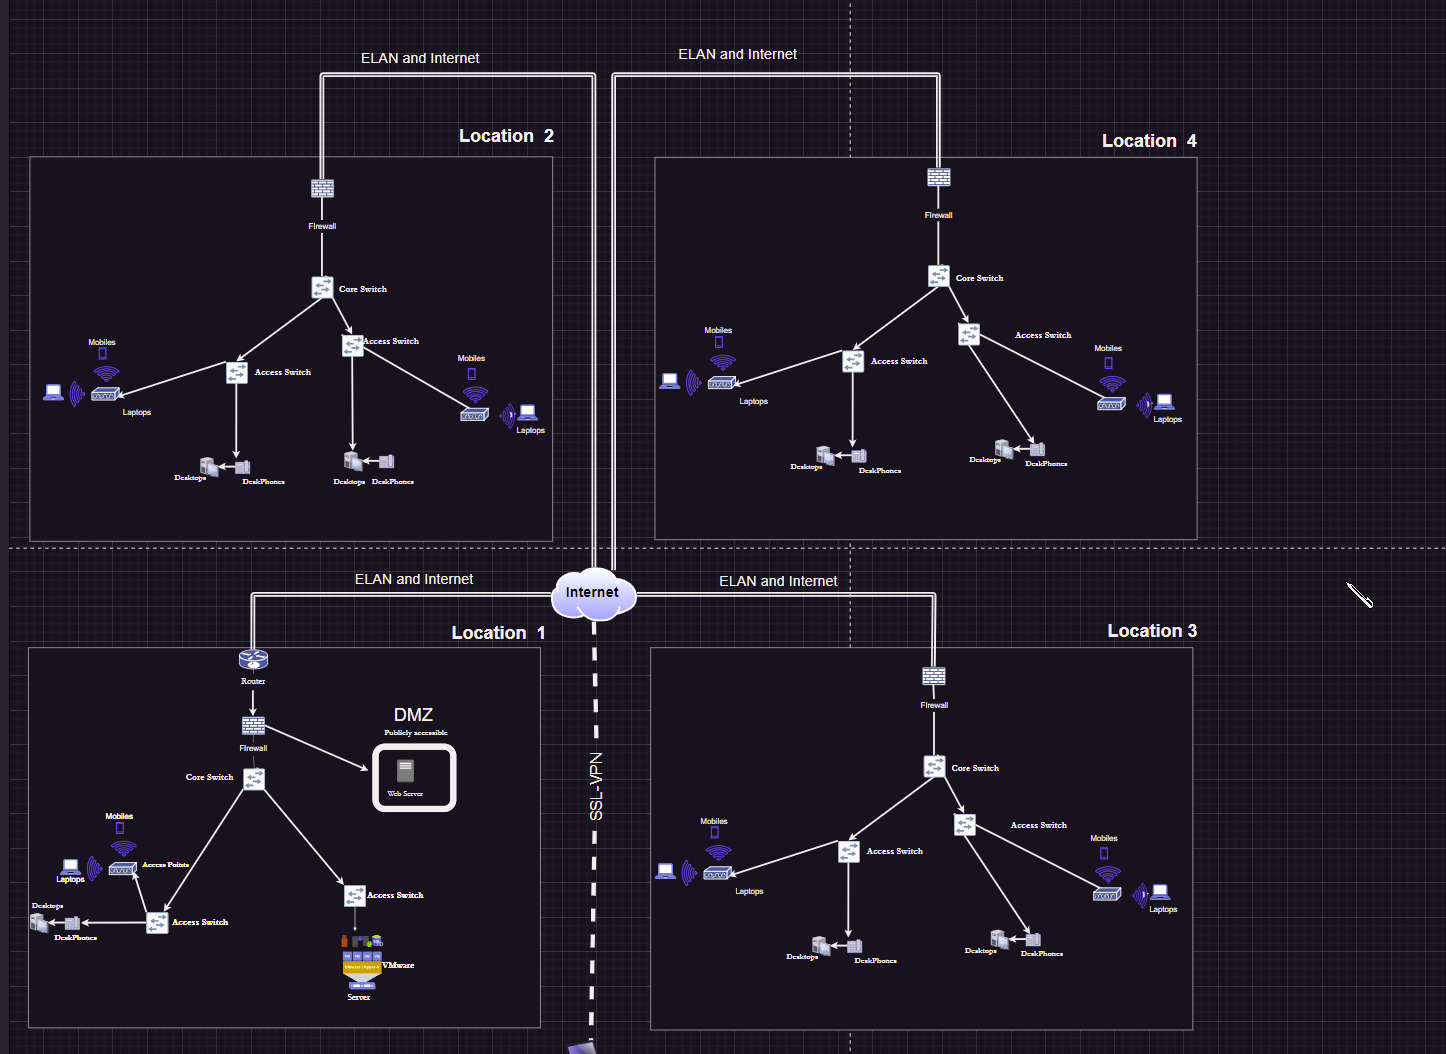 ELAN and Internet
ELAN and Internet
Location 2
Location 4
FIrewall
FIrewall
Core Switch
Core Switch
Mobiles
Access Switch
Access Switch
Mobiles
Laptops
Laptops
Desktops
DeskPhones
Desktops
DeskPhones
Mobiles
Access Switch
Access Switch
Mobiles
Laptops
Laptops
Desktops
DeskPhones
Desktops
DeskPhones
ELAN and Internet
Internet
ELAN and Internet
Location 1
Location 3
Router
FIrewall
DMZ
Publicly accessible
Web Server
Core Switch
Mobiles
Access Points
Laptops
Desktops
DeskPhones
Access Switch
Access Switch
VM VM VM VM
VMware
Server
SSL-VPN
FIrewall
Core Switch
Mobiles
Access Switch
Access Switch
Mobiles
Laptops
Laptops
Desktops
DeskPhones
Desktops
DeskPhones